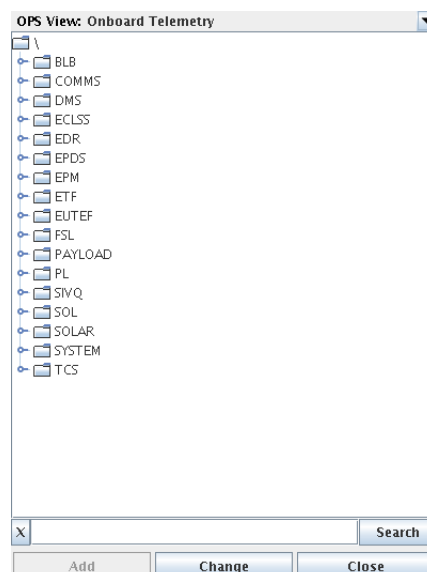 OPS View: Onboard Telemetry
\
BLB
COMMS
DMS
ECLSS
EDR
EPDS
EPM
ETF
EUTEF
FSL
PAYLOAD
PL
SIVQ
SOL
SOLAR
SYSTEM
TCS
X Search
Add Change Close